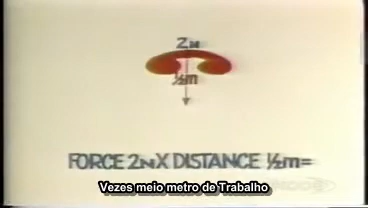 2N
½m
FORCE 2N X DISTANCE ½m=
Vezes meio metro de Trabalho